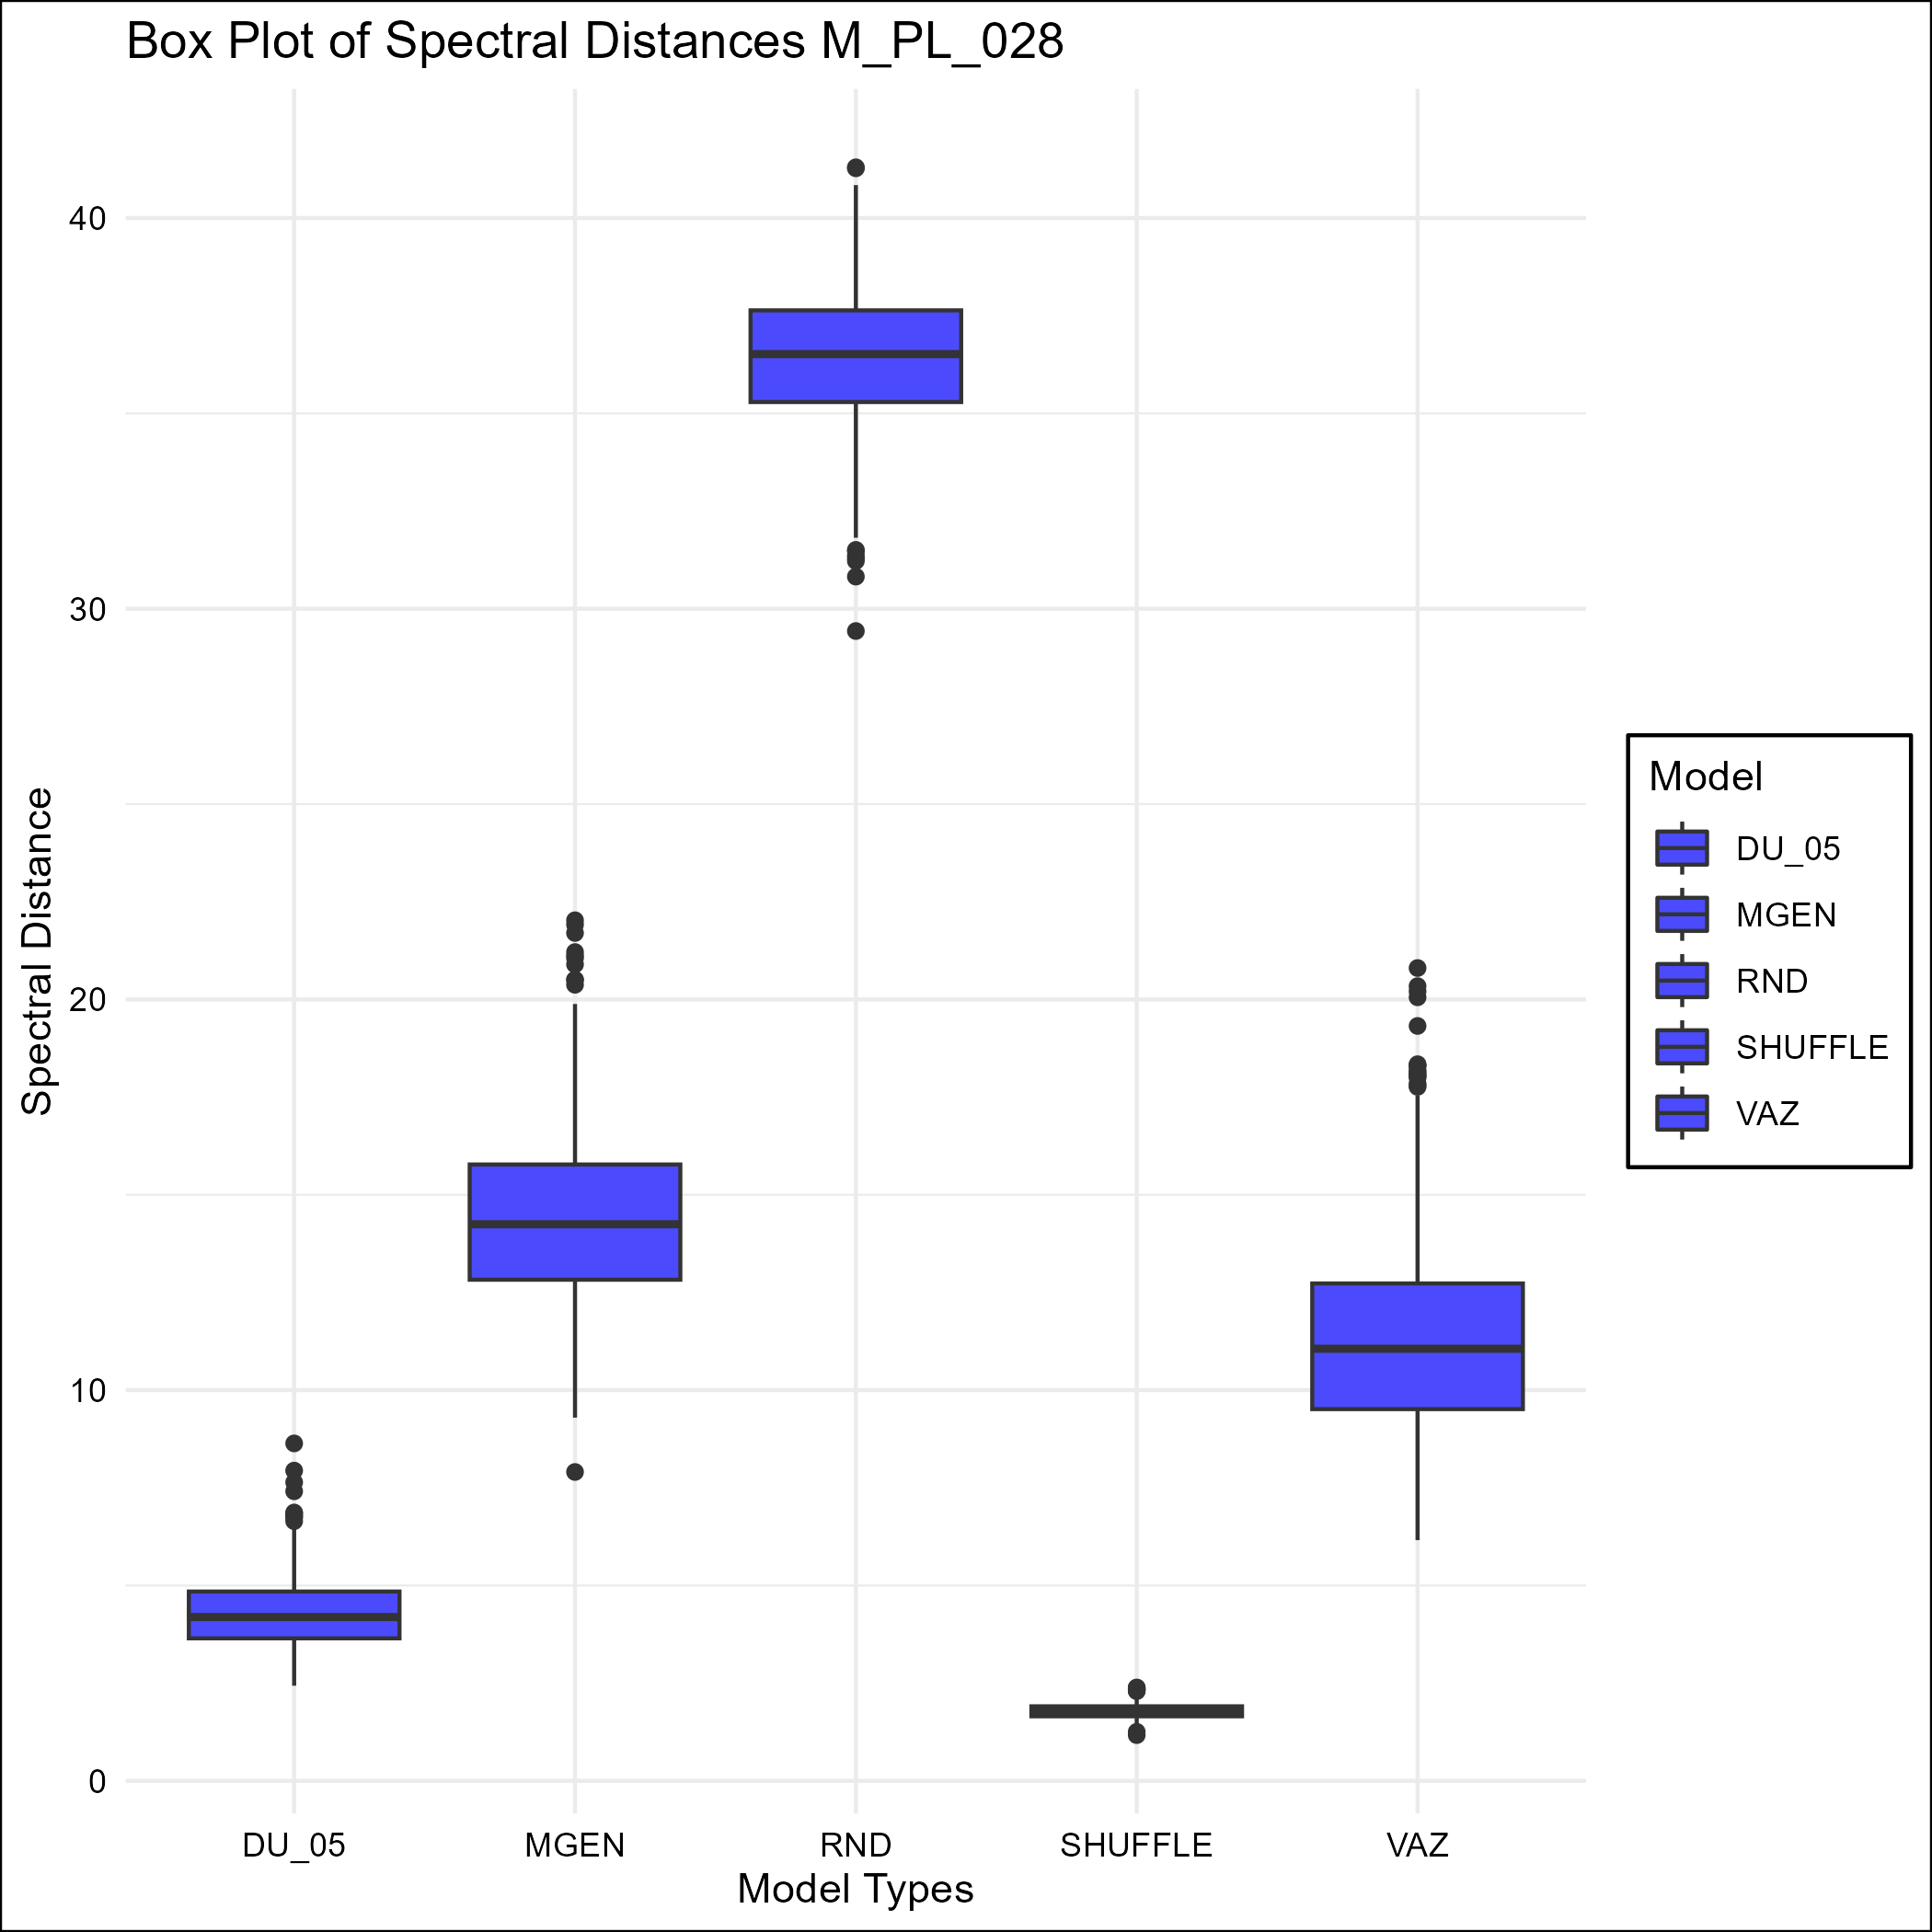 Box Plot of Spectral Distances M_PL_028
Spectral Distance
40
30
20
10
0
DU_05
MGEN
RND
SHUFFLE
VAZ
Model Types
Model
DU_05
MGEN
RND
SHUFFLE
VAZ